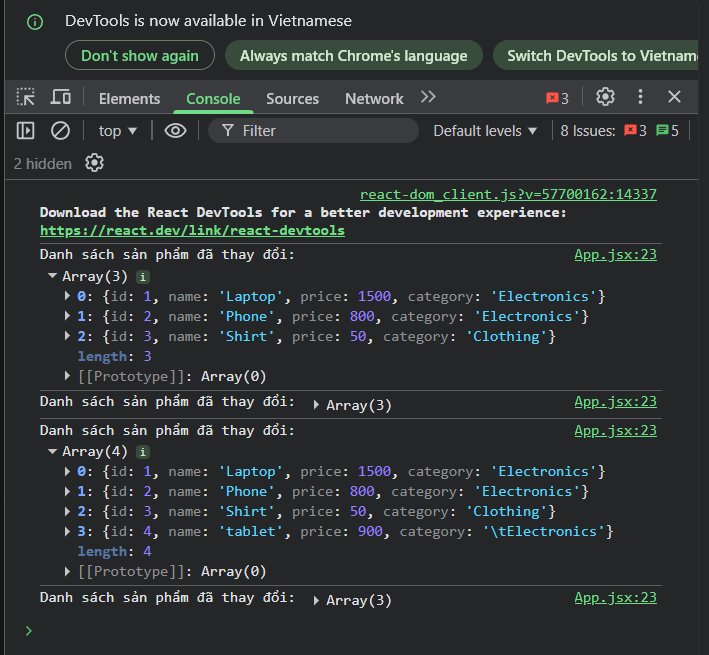 DevTools is now available in Vietnamese
Don't show again Always match Chrome's language Switch DevTools to Vietnam
Elements Console Sources Network 3
top Filter Default levels 8 Issues: 3 5
2 hidden
react-dom_client.js?v=57700162:14337
Download the React DevTools for a better development experience:
https://react.dev/link/react-devtools
Danh sách sản phẩm đã thay đổi: App.jsx:23
Array(3) i
0: {id: 1, name: 'Laptop', price: 1500, category: 'Electronics'}
1: {id: 2, name: 'Phone', price: 800, category: 'Electronics'}
2: {id: 3, name: 'Shirt', price: 50, category: 'Clothing'}
length: 3
[[Prototype]]: Array(0)
Danh sách sản phẩm đã thay đổi: Array(3) App.jsx:23
Danh sách sản phẩm đã thay đổi: App.jsx:23
Array(4) i
0: {id: 1, name: 'Laptop', price: 1500, category: 'Electronics'}
1: {id: 2, name: 'Phone', price: 800, category: 'Electronics'}
2: {id: 3, name: 'Shirt', price: 50, category: 'Clothing'}
3: {id: 4, name: 'tablet', price: 900, category: '\tElectronics'}
length: 4
[[Prototype]]: Array(0)
Danh sách sản phẩm đã thay đổi: Array(3) App.jsx:23